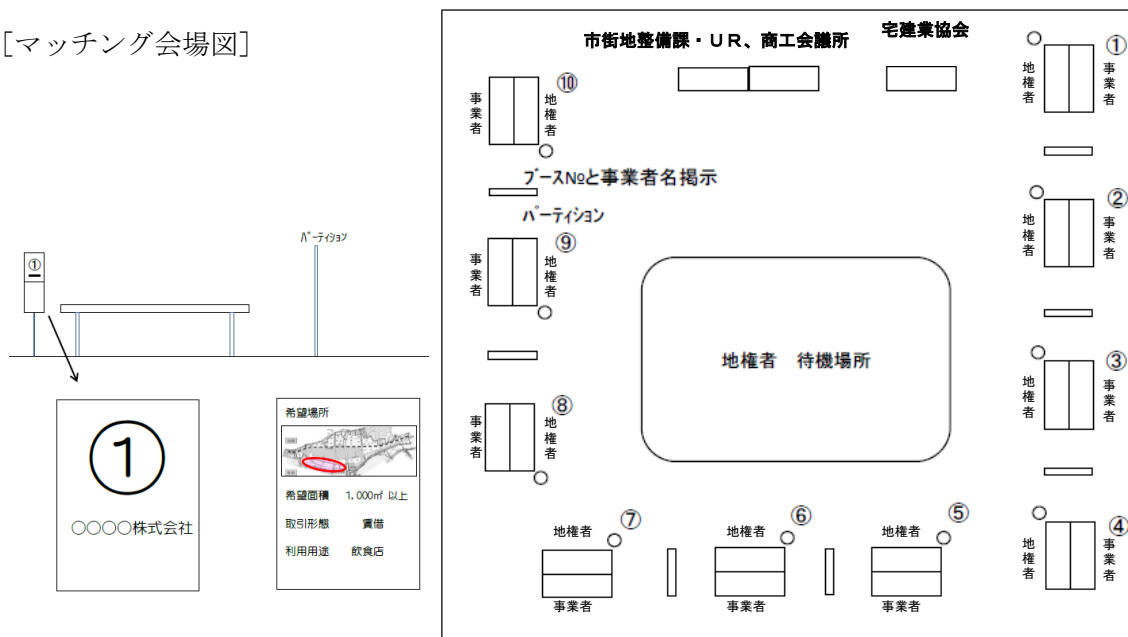 [マッチング会場図]
市街地整備課・UR、商工会議所
宅建業協会
①
地権者
事業者
②
地権者
事業者
③
地権者
事業者
④
地権者
事業者
⑤
地権者
事業者
⑥
地権者
事業者
⑦
地権者
事業者
⑧
事業者
地権者
⑨
事業者
地権者
⑩
事業者
地権者
ブース№と事業者名掲示
パーティション
地権者 待機場所
パーティション
①
①
○○○○株式会社
希望場所
希望面積 1,000㎡ 以上
取引形態 賃借
利用用途 飲食店